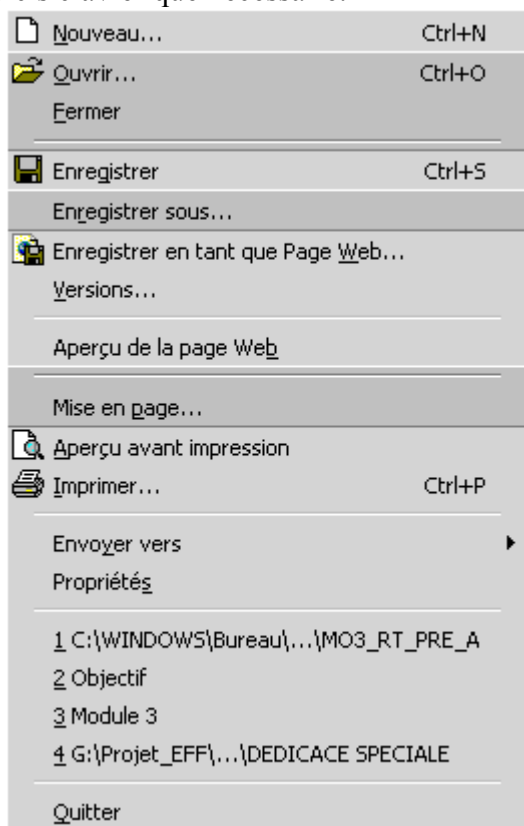 Nouveau... Ctrl+N
Ouvrir... Ctrl+O
Fermer
Enregistrer Ctrl+S
Enregistrer sous...
Enregistrer en tant que Page Web...
Versions...
Aperçu de la page Web
Mise en page...
Aperçu avant impression
Imprimer... Ctrl+P
Envoyer vers
Propriétés
1 C:\WINDOWS\Bureau\...\MO3_RT_PRE_A
2 Objectif
3 Module 3
4 G:\Projet_EFF\...\DEDICACE SPECIALE
Quitter